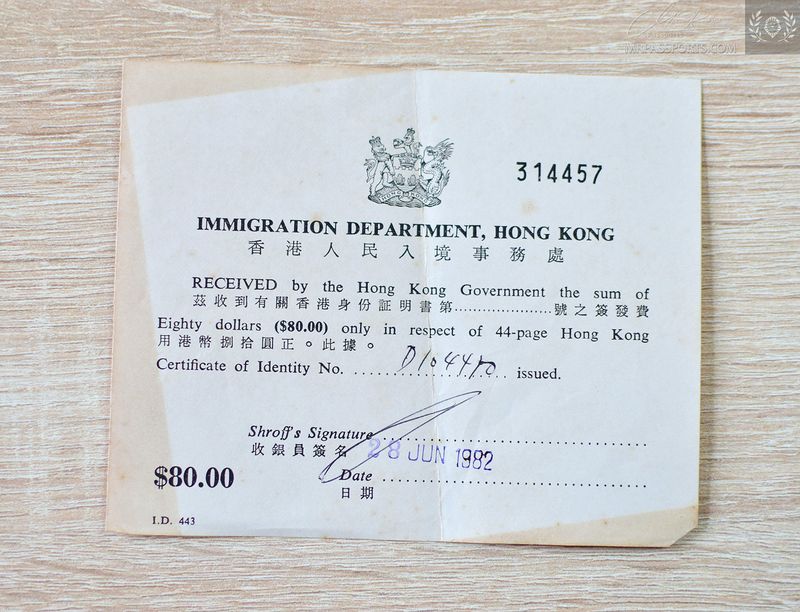 MRPASSPORTS.COM
314457
IMMIGRATION DEPARTMENT, HONG KONG
香港人民入境事務處
RECEIVED by the Hong Kong Government the sum of
茲收到有關香港身份証明書第.....................號之簽發費
Eighty dollars ($80.00) only in respect of 44-page Hong Kong
用港幣捌拾圓正。此據。
Certificate of Identity No. .......................... issued.
Shroff's Signature
收銀員簽名
28 JUN 1982
$80.00
Date
日期
I.D. 443